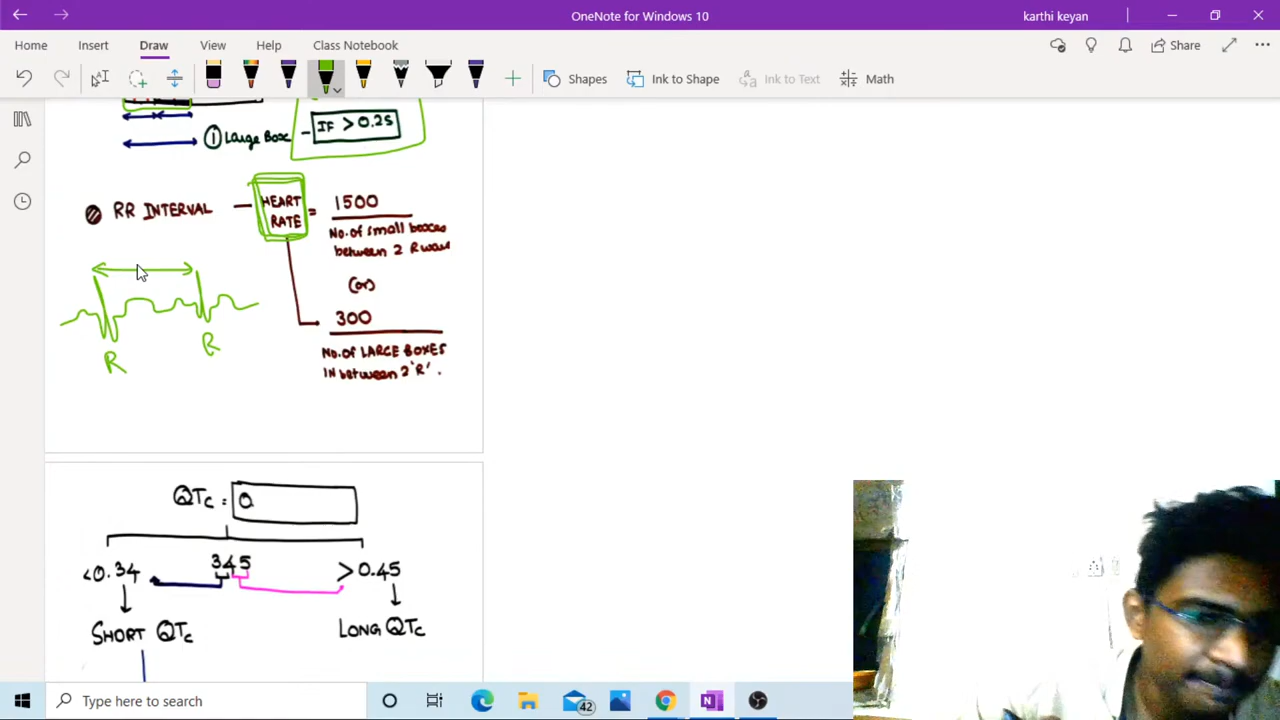 OneNote for Windows 10
karthi keyan
Home Insert Draw View Help Class Notebook
Share
Shapes Ink to Shape Ink to Text Math
① Large Box - IF > 0.2s
RR INTERVAL - HEART RATE = 1500
No. of small boxes
between 2 R waves
(or)
300
No. of LARGE BOXES
IN between 2 'R'.
R R
QTc = 0
<0.34 345 >0.45
SHORT QTc LONG QTc
Type here to search
42